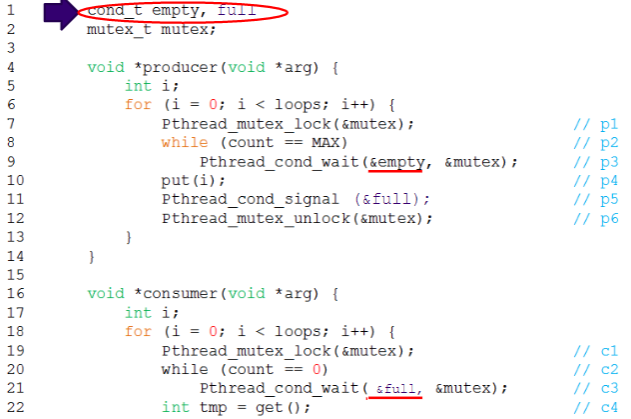 1 cond_t empty, full
2 mutex_t mutex;
3
4 void *producer(void *arg) {
5 int i;
6 for (i = 0; i < loops; i++) {
7 Pthread_mutex_lock(&mutex); // p1
8 while (count == MAX) // p2
9 Pthread_cond_wait(&empty, &mutex); // p3
10 put(i); // p4
11 Pthread_cond_signal (&full); // p5
12 Pthread_mutex_unlock(&mutex); // p6
13 }
14 }
15
16 void *consumer(void *arg) {
17 int i;
18 for (i = 0; i < loops; i++) {
19 Pthread_mutex_lock(&mutex); // c1
20 while (count == 0) // c2
21 Pthread_cond_wait( &full, &mutex); // c3
22 int tmp = get(); // c4